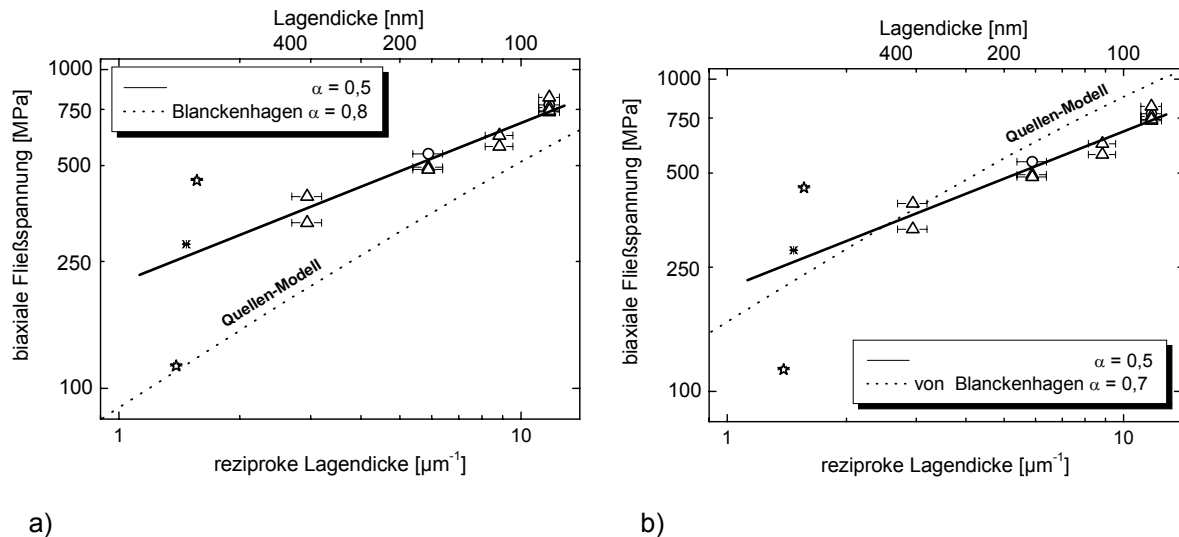 Lagendicke [nm]
400 200 100
1000
750
500
250
100
biaxiale Fließspannung [MPa]
α = 0,5
Blanckenhagen α = 0,8
Quellen-Modell
1 10
reziproke Lagendicke [µm⁻¹]
a)
Lagendicke [nm]
400 200 100
1000
750
500
250
100
biaxiale Fließspannung [MPa]
Quellen-Modell
α = 0,5
von Blanckenhagen α = 0,7
1 10
reziproke Lagendicke [µm⁻¹]
b)